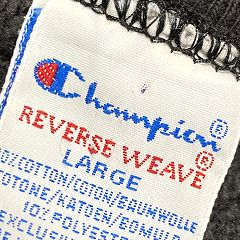 Champion®
REVERSE WEAVE®
LARGE
COTTON/COTON/BAUMWOLLE
KATOEN/
10% POLYESTER